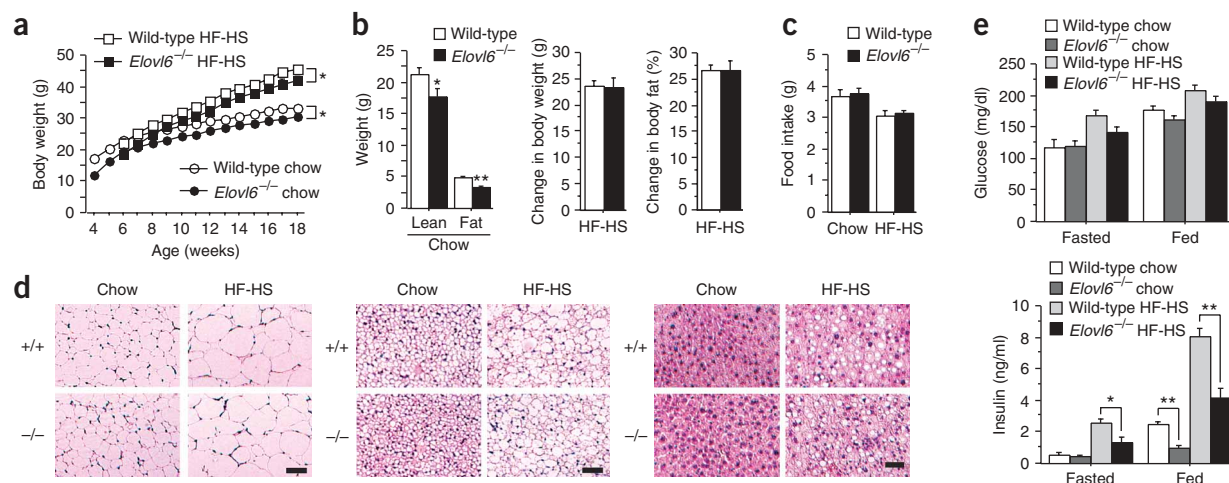 a
Wild-type HF-HS
Elovl6–/– HF-HS
Body weight (g)
50
40
30
20
10
0
*
*
Wild-type chow
Elovl6–/– chow
4 6 8 10 12 14 16 18
Age (weeks)
b
Wild-type
Elovl6–/–
Weight (g)
25
20
15
10
5
0
*
**
Lean Fat
Chow
Change in body weight (g)
30
25
20
15
10
5
0
HF-HS
Change in body fat (%)
30
25
20
15
10
5
0
HF-HS
c
Wild-type
Elovl6–/–
Food intake (g)
5
4
3
2
1
0
Chow HF-HS
d
Chow HF-HS
+/+
–/–
Chow HF-HS
+/+
–/–
Chow HF-HS
+/+
–/–
e
Wild-type chow
Elovl6–/– chow
Wild-type HF-HS
Elovl6–/– HF-HS
Glucose (mg/dl)
250
200
150
100
50
0
Fasted Fed
Wild-type chow
Elovl6–/– chow
Wild-type HF-HS
Elovl6–/– HF-HS
Insulin (ng/ml)
10
8
6
4
2
0
*
**
**
Fasted Fed